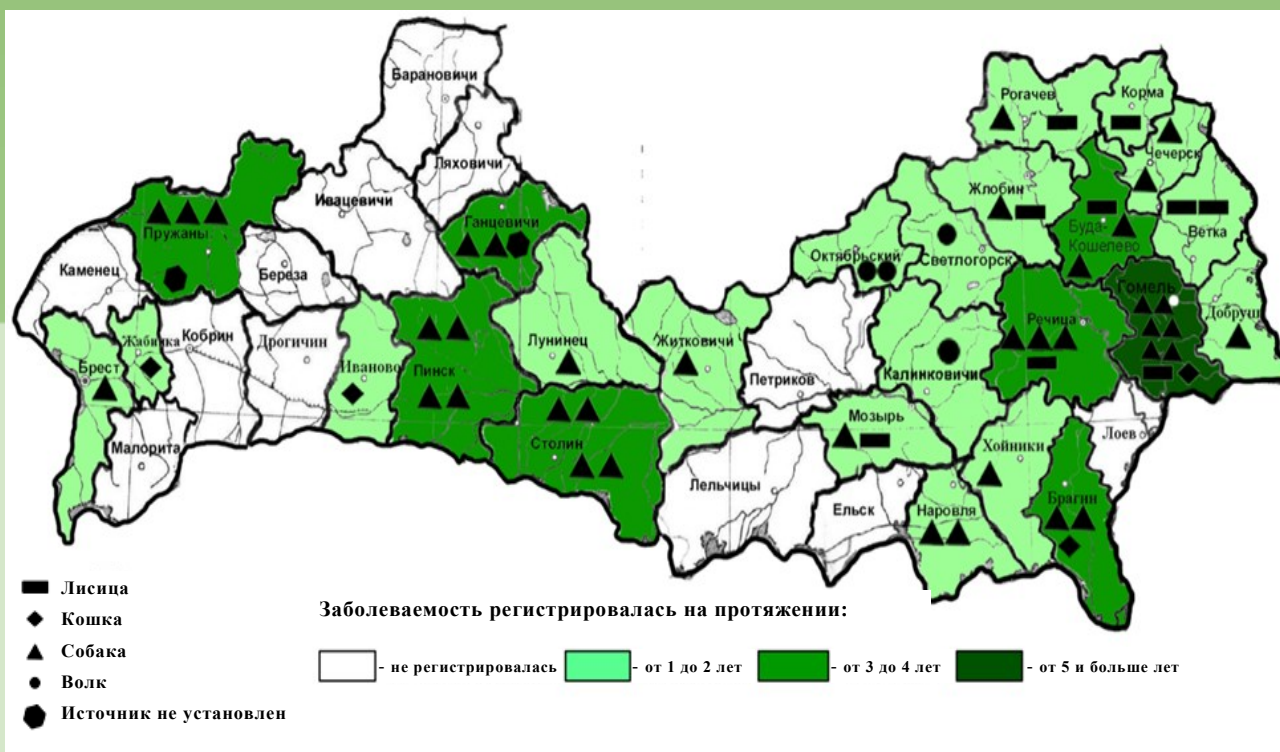 Барановичи
Рогачев
Корма
Ляховичи
Чечерск
Ивацевичи
Жлобин
Ганцевичи
Пружаны
Буда-
Кошелево
Ветка
Октябрьский
Светлогорск
Каменец
Береза
Гомель
Добруш
Речица
Жабинка
Кобрин
Дрогичин
Лунинец
Житковичи
Брест
Иваново
Пинск
Калинковичи
Петриков
Мозырь
Лоев
Малорита
Столин
Хойники
Лельчицы
Брагин
Ельск
Наровля
Лисица
Кошка
Собака
Волк
Источник не установлен
Заболеваемость регистрировалась на протяжении:
- не регистрировалась
- от 1 до 2 лет
- от 3 до 4 лет
- от 5 и больше лет